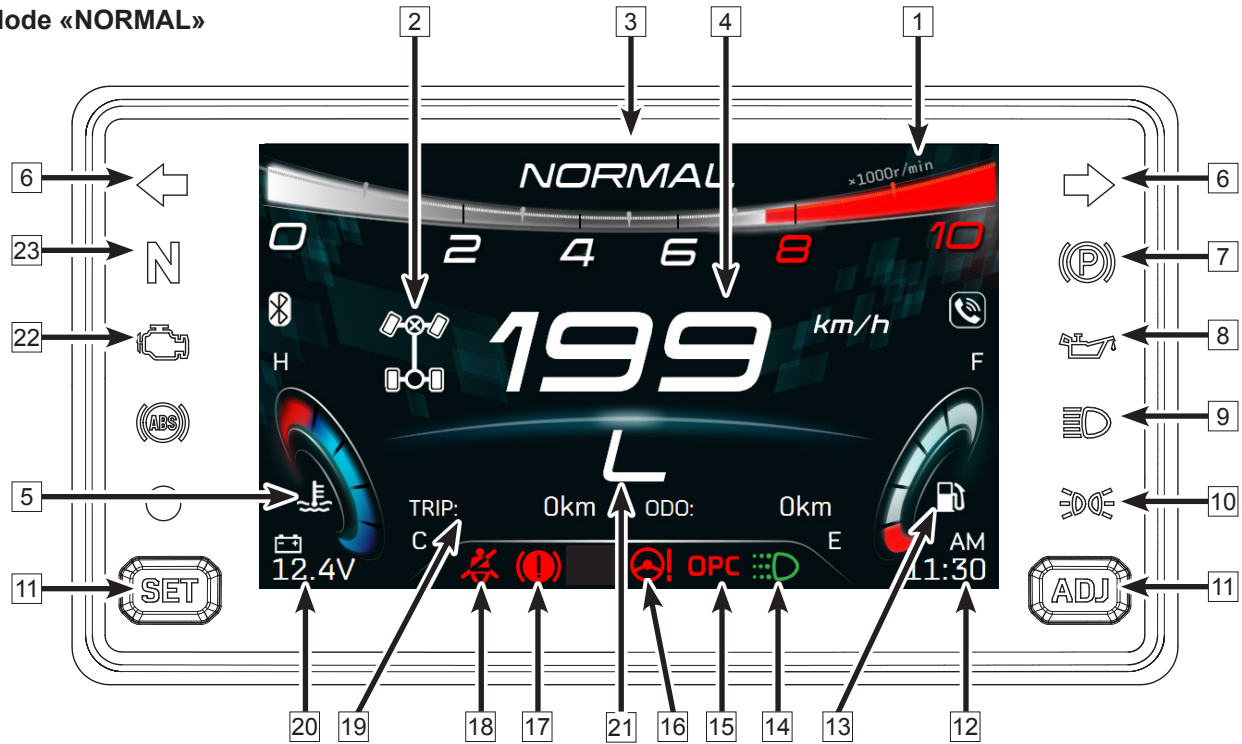 Mode «NORMAL»
2 3 4 1
NORMAL
×1000r/min
0 2 4 6 8 10
6 6
23 N (P) 7
199 km/h
22 8
H F
(ABS) 9
L
5 10
TRIP: 0km ODO: 0km
C E
12.4V OPC AM
11:30
11 SET ADJ 11
20 19 18 17 21 16 15 14 13 12